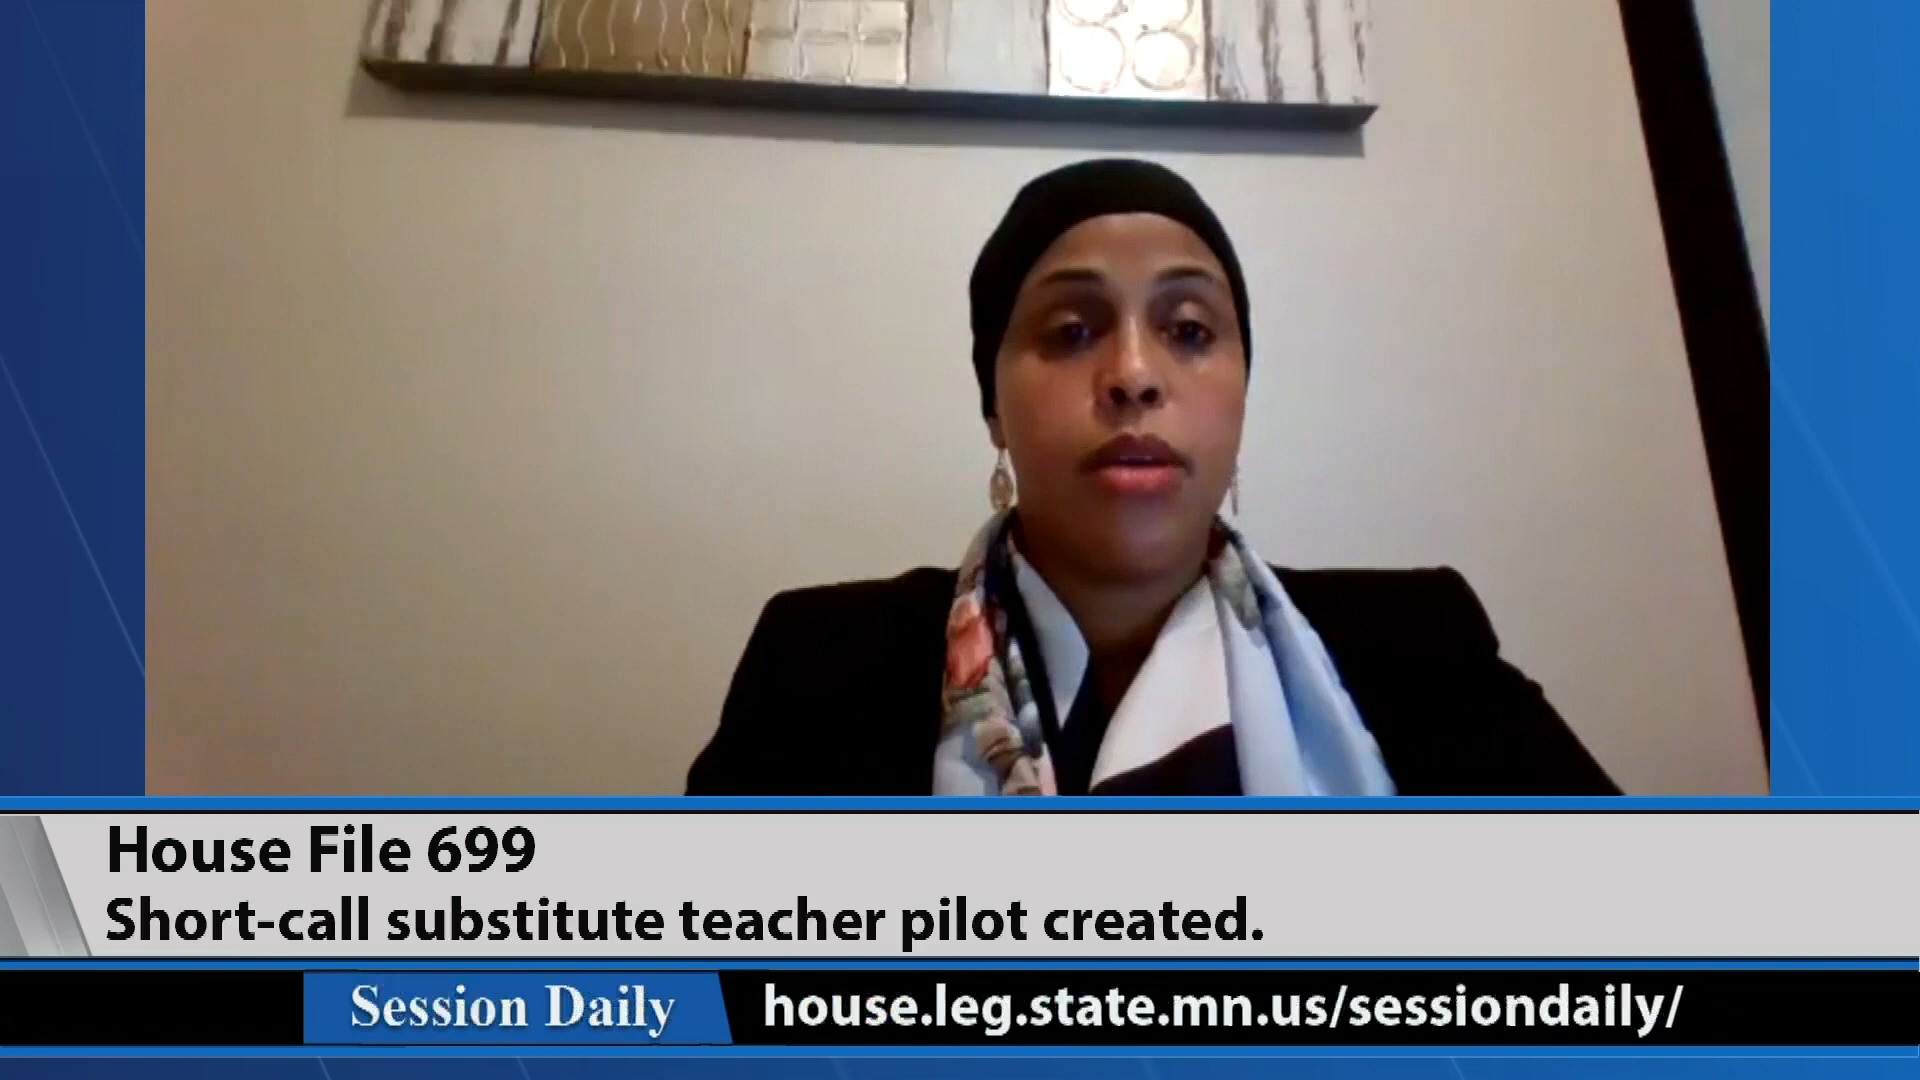 House File 699
Short-call substitute teacher pilot created.
Session Daily
house.leg.state.mn.us/sessiondaily/